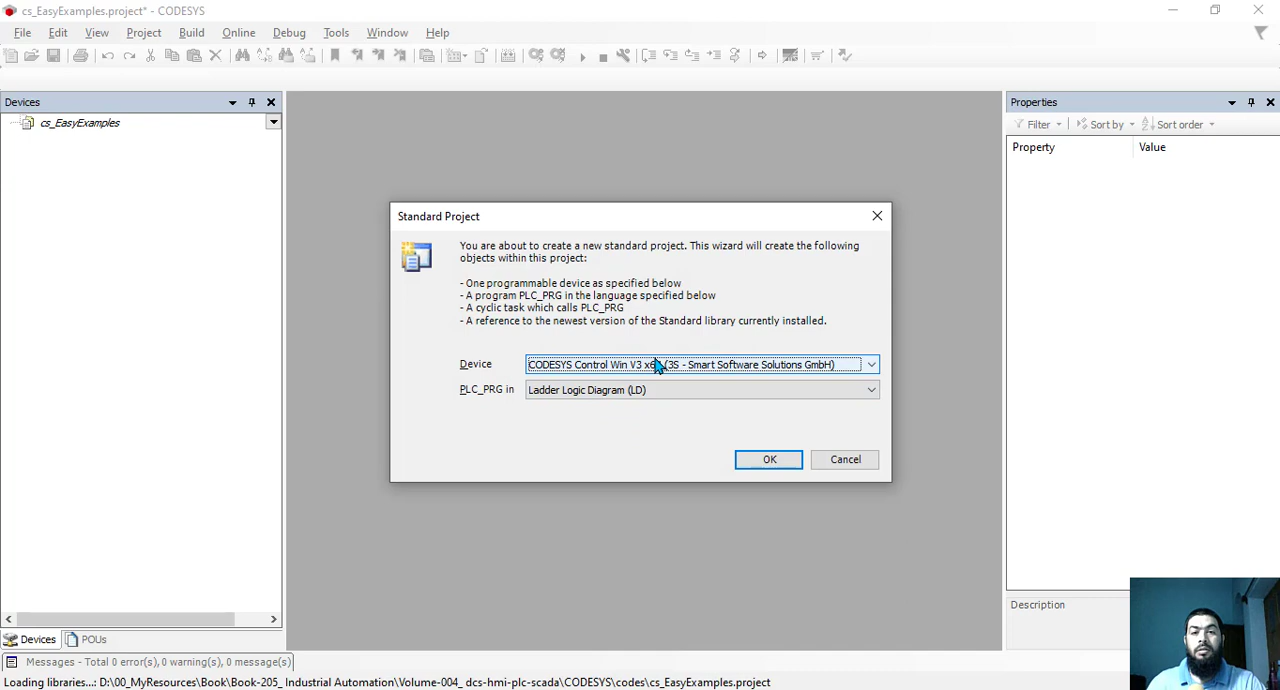 cs_EasyExamples.project* - CODESYS
File Edit View Project Build Online Debug Tools Window Help
Devices
cs_EasyExamples
Properties
Filter Sort by Sort order
Property Value
Standard Project
You are about to create a new standard project. This wizard will create the following
objects within this project:
- One programmable device as specified below
- A program PLC_PRG in the language specified below
- A cyclic task which calls PLC_PRG
- A reference to the newest version of the Standard library currently installed.
Device CODESYS Control Win V3 (3S - Smart Software Solutions GmbH)
PLC_PRG in Ladder Logic Diagram (LD)
OK Cancel
Description
Devices POUs
Messages - Total 0 error(s), 0 warning(s), 0 message(s)
Loading libraries...: D:\00_MyResources\Book\Book-205_ Industrial Automation\Volume-004_ dcs-hmi-plc-scada\CODESYS\codes\cs_EasyExamples.project